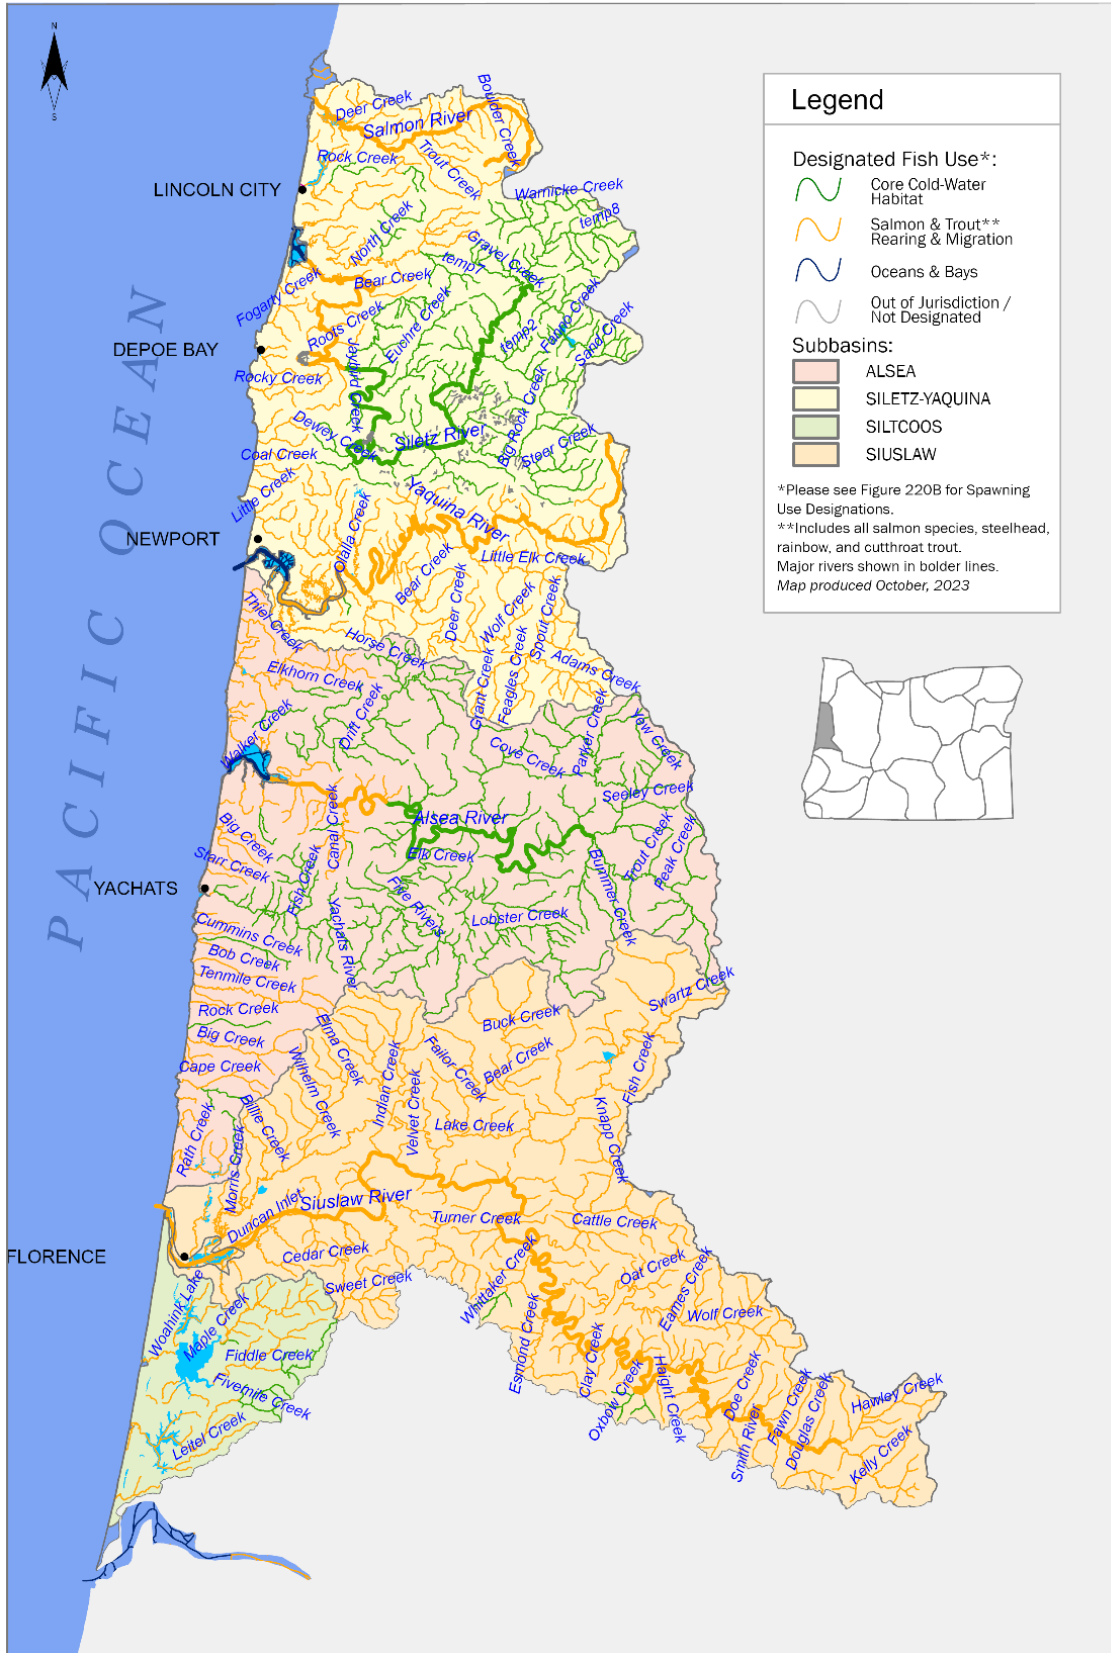 N
S
Legend
Designated Fish Use*:
Core Cold-Water
Habitat
Salmon & Trout**
Rearing & Migration
Oceans & Bays
Out of Jurisdiction /
Not Designated
Subbasins:
ALSEA
SILETZ-YAQUINA
SILTCOOS
SIUSLAW
*Please see Figure 220B for Spawning
Use Designations.
**Includes all salmon species, steelhead,
rainbow, and cutthroat trout.
Major rivers shown in bolder lines.
Map produced October, 2023
PACIFIC OCEAN
LINCOLN CITY
DEPOE BAY
NEWPORT
YACHATS
FLORENCE
Deer Creek
Salmon River
Boulder Creek
Rock Creek
Trout Creek
Warnicke Creek
temp8
North Creek
Gravel Creek
temp7
Bear Creek
Fogarty Creek
Roots Creek
Euchre Creek
temp2
Fanno Creek
Sand Creek
Jaybird Creek
Rocky Creek
Dewey Creek
Siletz River
Big Rock Creek
Steer Creek
Coal Creek
Little Creek
Yaquina River
Olalla Creek
Little Elk Creek
Bear Creek
Deer Creek
Wolf Creek
Spout Creek
Thiel Creek
Horse Creek
Grant Creek
Feagles Creek
Adams Creek
Elkhorn Creek
Drift Creek
Walker Creek
Cove Creek
Parker Creek
Yew Creek
Seeley Creek
Canal Creek
Alsea River
Big Creek
Starr Creek
Elk Creek
Fish Creek
Trout Creek
Peak Creek
Bummer Creek
Five Rivers
Lobster Creek
Yachats River
Cummins Creek
Bob Creek
Tenmile Creek
Rock Creek
Big Creek
Cape Creek
Swartz Creek
Buck Creek
Elma Creek
Failor Creek
Bear Creek
Wilhelm Creek
Indian Creek
Velvet Creek
Fish Creek
Billie Creek
Lake Creek
Knapp Creek
Rath Creek
Morris Creek
Duncan Inlet
Siuslaw River
Turner Creek
Cattle Creek
Cedar Creek
Sweet Creek
Whittaker Creek
Oat Creek
Eames Creek
Wolf Creek
Woahink Lake
Maple Creek
Fiddle Creek
Fivemile Creek
Leitel Creek
Esmond Creek
Clay Creek
Oxbow Creek
Haight Creek
Doe Creek
Smith River
Fawn Creek
Douglas Creek
Hawley Creek
Kelly Creek